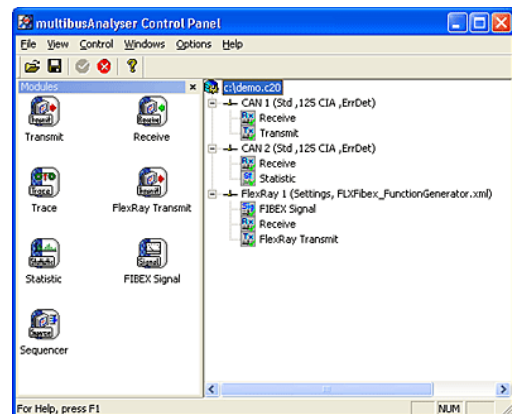 multibusAnalyser Control Panel
File View Control Windows Options Help
Modules
Transmit
Receive
Trace
FlexRay Transmit
Statistic
FIBEX Signal
Sequencer
c:\demo.c20
CAN 1 (Std ,125 CIA ,ErrDet)
Receive
Transmit
CAN 2 (Std ,125 CIA ,ErrDet)
Receive
Statistic
FlexRay 1 (Settings, FLXFibex_FunctionGenerator.xml)
FIBEX Signal
Receive
FlexRay Transmit
For Help, press F1
NUM